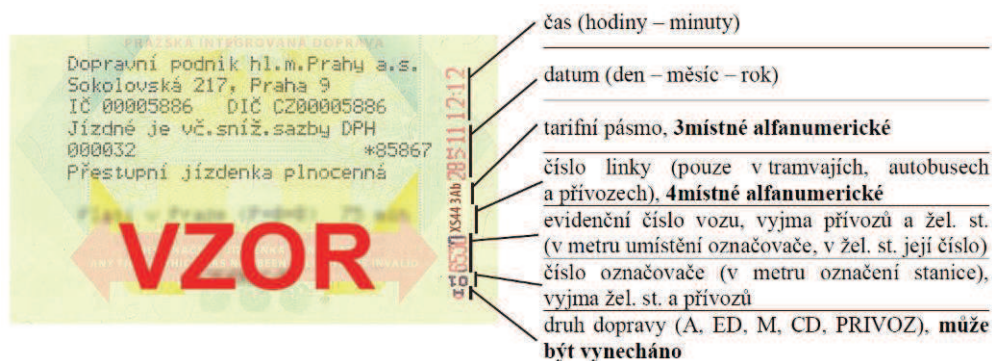 PRAŽSKÁ INTEGROVANÁ DOPRAVA
Dopravní podnik hl.m.Prahy a.s.
Sokolovská 217, Praha 9
IČ 00005886 DIČ CZ00005886
Jízdné je vč.sníž.sazby DPH
000032 *85867
Přestupní jízdenka plnocenná
VZOR
12:12
3Ab
XS44
čas (hodiny – minuty)
datum (den – měsíc – rok)
tarifní pásmo, 3místné alfanumerické
číslo linky (pouze v tramvajích, autobusech
a přívozech), 4místné alfanumerické
evidenční číslo vozu, vyjma přívozů a žel. st.
(v metru umístění označovače, v žel. st. její číslo)
číslo označovače (v metru označení stanice),
vyjma žel. st. a přívozů
druh dopravy (A, ED, M, CD, PRIVOZ), může
být vynecháno